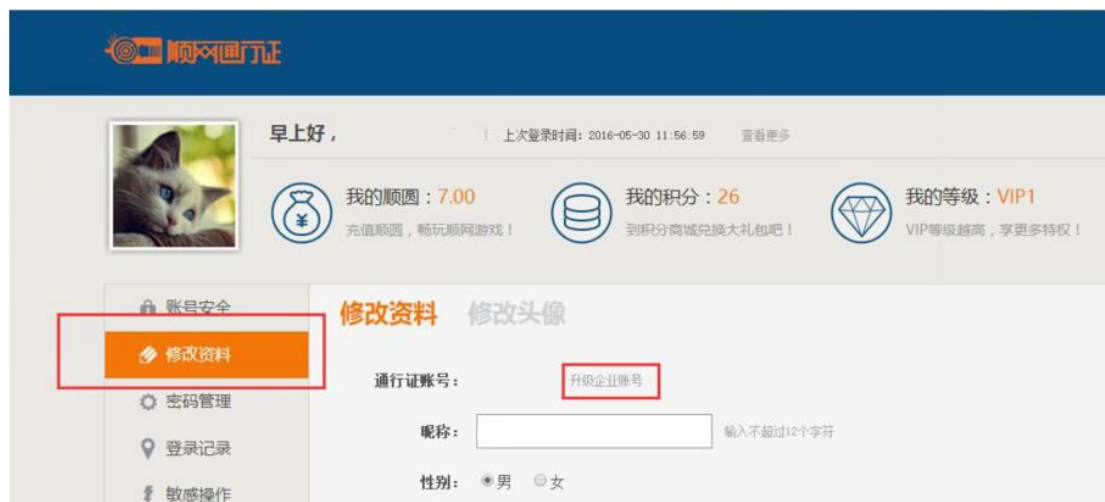 顺网通行证
早上好， | 上次登录时间：2016-05-30 11:56:59 查看更多
我的顺圆：7.00 我的积分：26 我的等级：VIP1
充值顺圆，畅玩顺网游戏！ 到积分商城兑换大礼包吧！ VIP等级越高，享更多特权！
账号安全
修改资料 修改头像
修改资料
通行证账号： 升级企业账号
密码管理
昵称： 输入不超过12个字符
登录记录
性别： 男 女
敏感操作